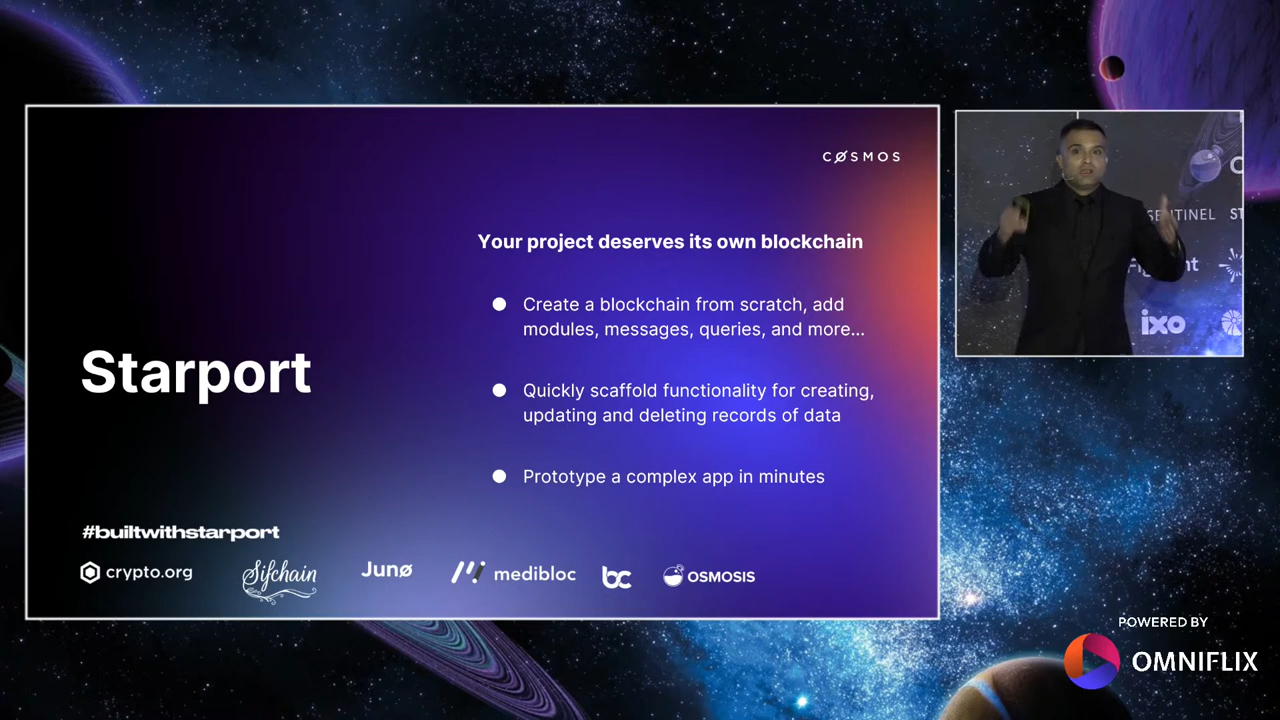 COSMOS
Your project deserves its own blockchain
Create a blockchain from scratch, add
modules, messages, queries, and more...
Starport
Quickly scaffold functionality for creating,
updating and deleting records of data
Prototype a complex app in minutes
#builtwithstarport
crypto.org
Sifchain
Junø
medibloc
bc
OSMOSIS
SENTINEL
ixo
POWERED BY
OMNIFLIX